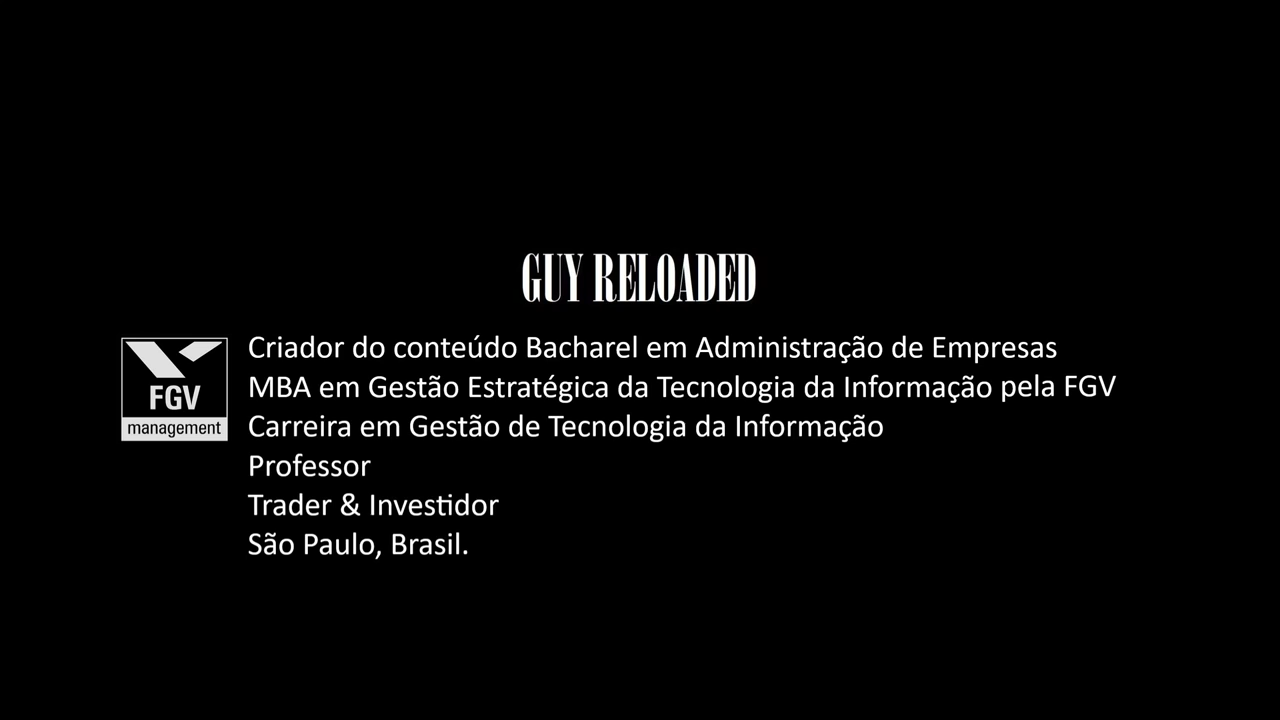 GUY RELOADED
Criador do conteúdo Bacharel em Administração de Empresas
MBA em Gestão Estratégica da Tecnologia da Informação pela FGV
Carreira em Gestão de Tecnologia da Informação
Professor
Trader & Investidor
São Paulo, Brasil.
FGV
management